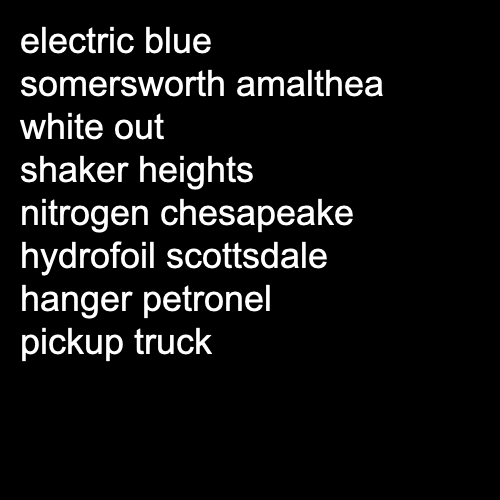 electric blue
somersworth amalthea
white out
shaker heights
nitrogen chesapeake
hydrofoil scottsdale
hanger petronel
pickup truck